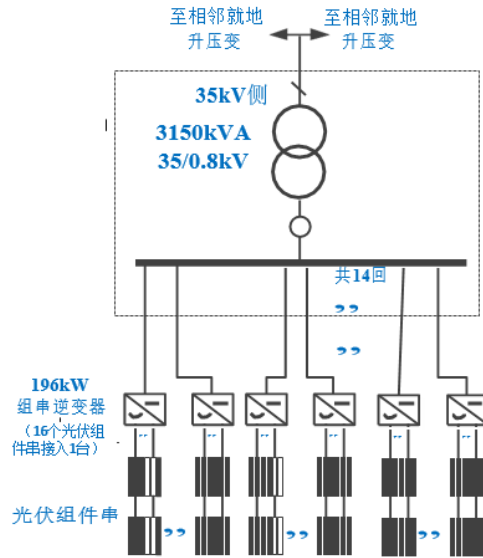 至相邻就地 至相邻就地
升压变 升压变
35kV侧
3150kVA
35/0.8kV
共14回
,,
,,
196kW
组串逆变器
（16个光伏组
件串接入1台）
光伏组件串
,, ,, ,,